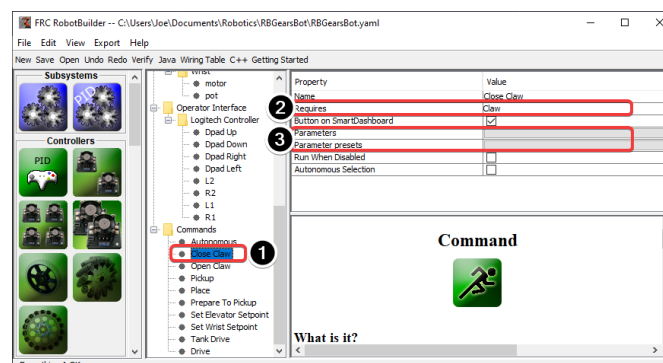 FRC RobotBuilder -- C:\Users\Joe\Documents\Robotics\RBGearsBot\RBGearsBot.yaml
File Edit View Export Help
New Save Open Undo Redo Verify Java Wiring Table C++ Getting Started
Subsystems
PID
Controllers
PID
Wrist
motor
pot
Operator Interface
Logitech Controller
Dpad Up
Dpad Down
Dpad Right
Dpad Left
L2
R2
L1
R1
Commands
Autonomous
Close Claw
1
Open Claw
Pickup
Place
Prepare To Pickup
Set Elevator Setpoint
Set Wrist Setpoint
Tank Drive
Drive
Property Value
Name Close Claw
2 Requires Claw
Button on SmartDashboard
3 Parameters
Parameter presets
Run When Disabled
Autonomous Selection
Command
What is it?